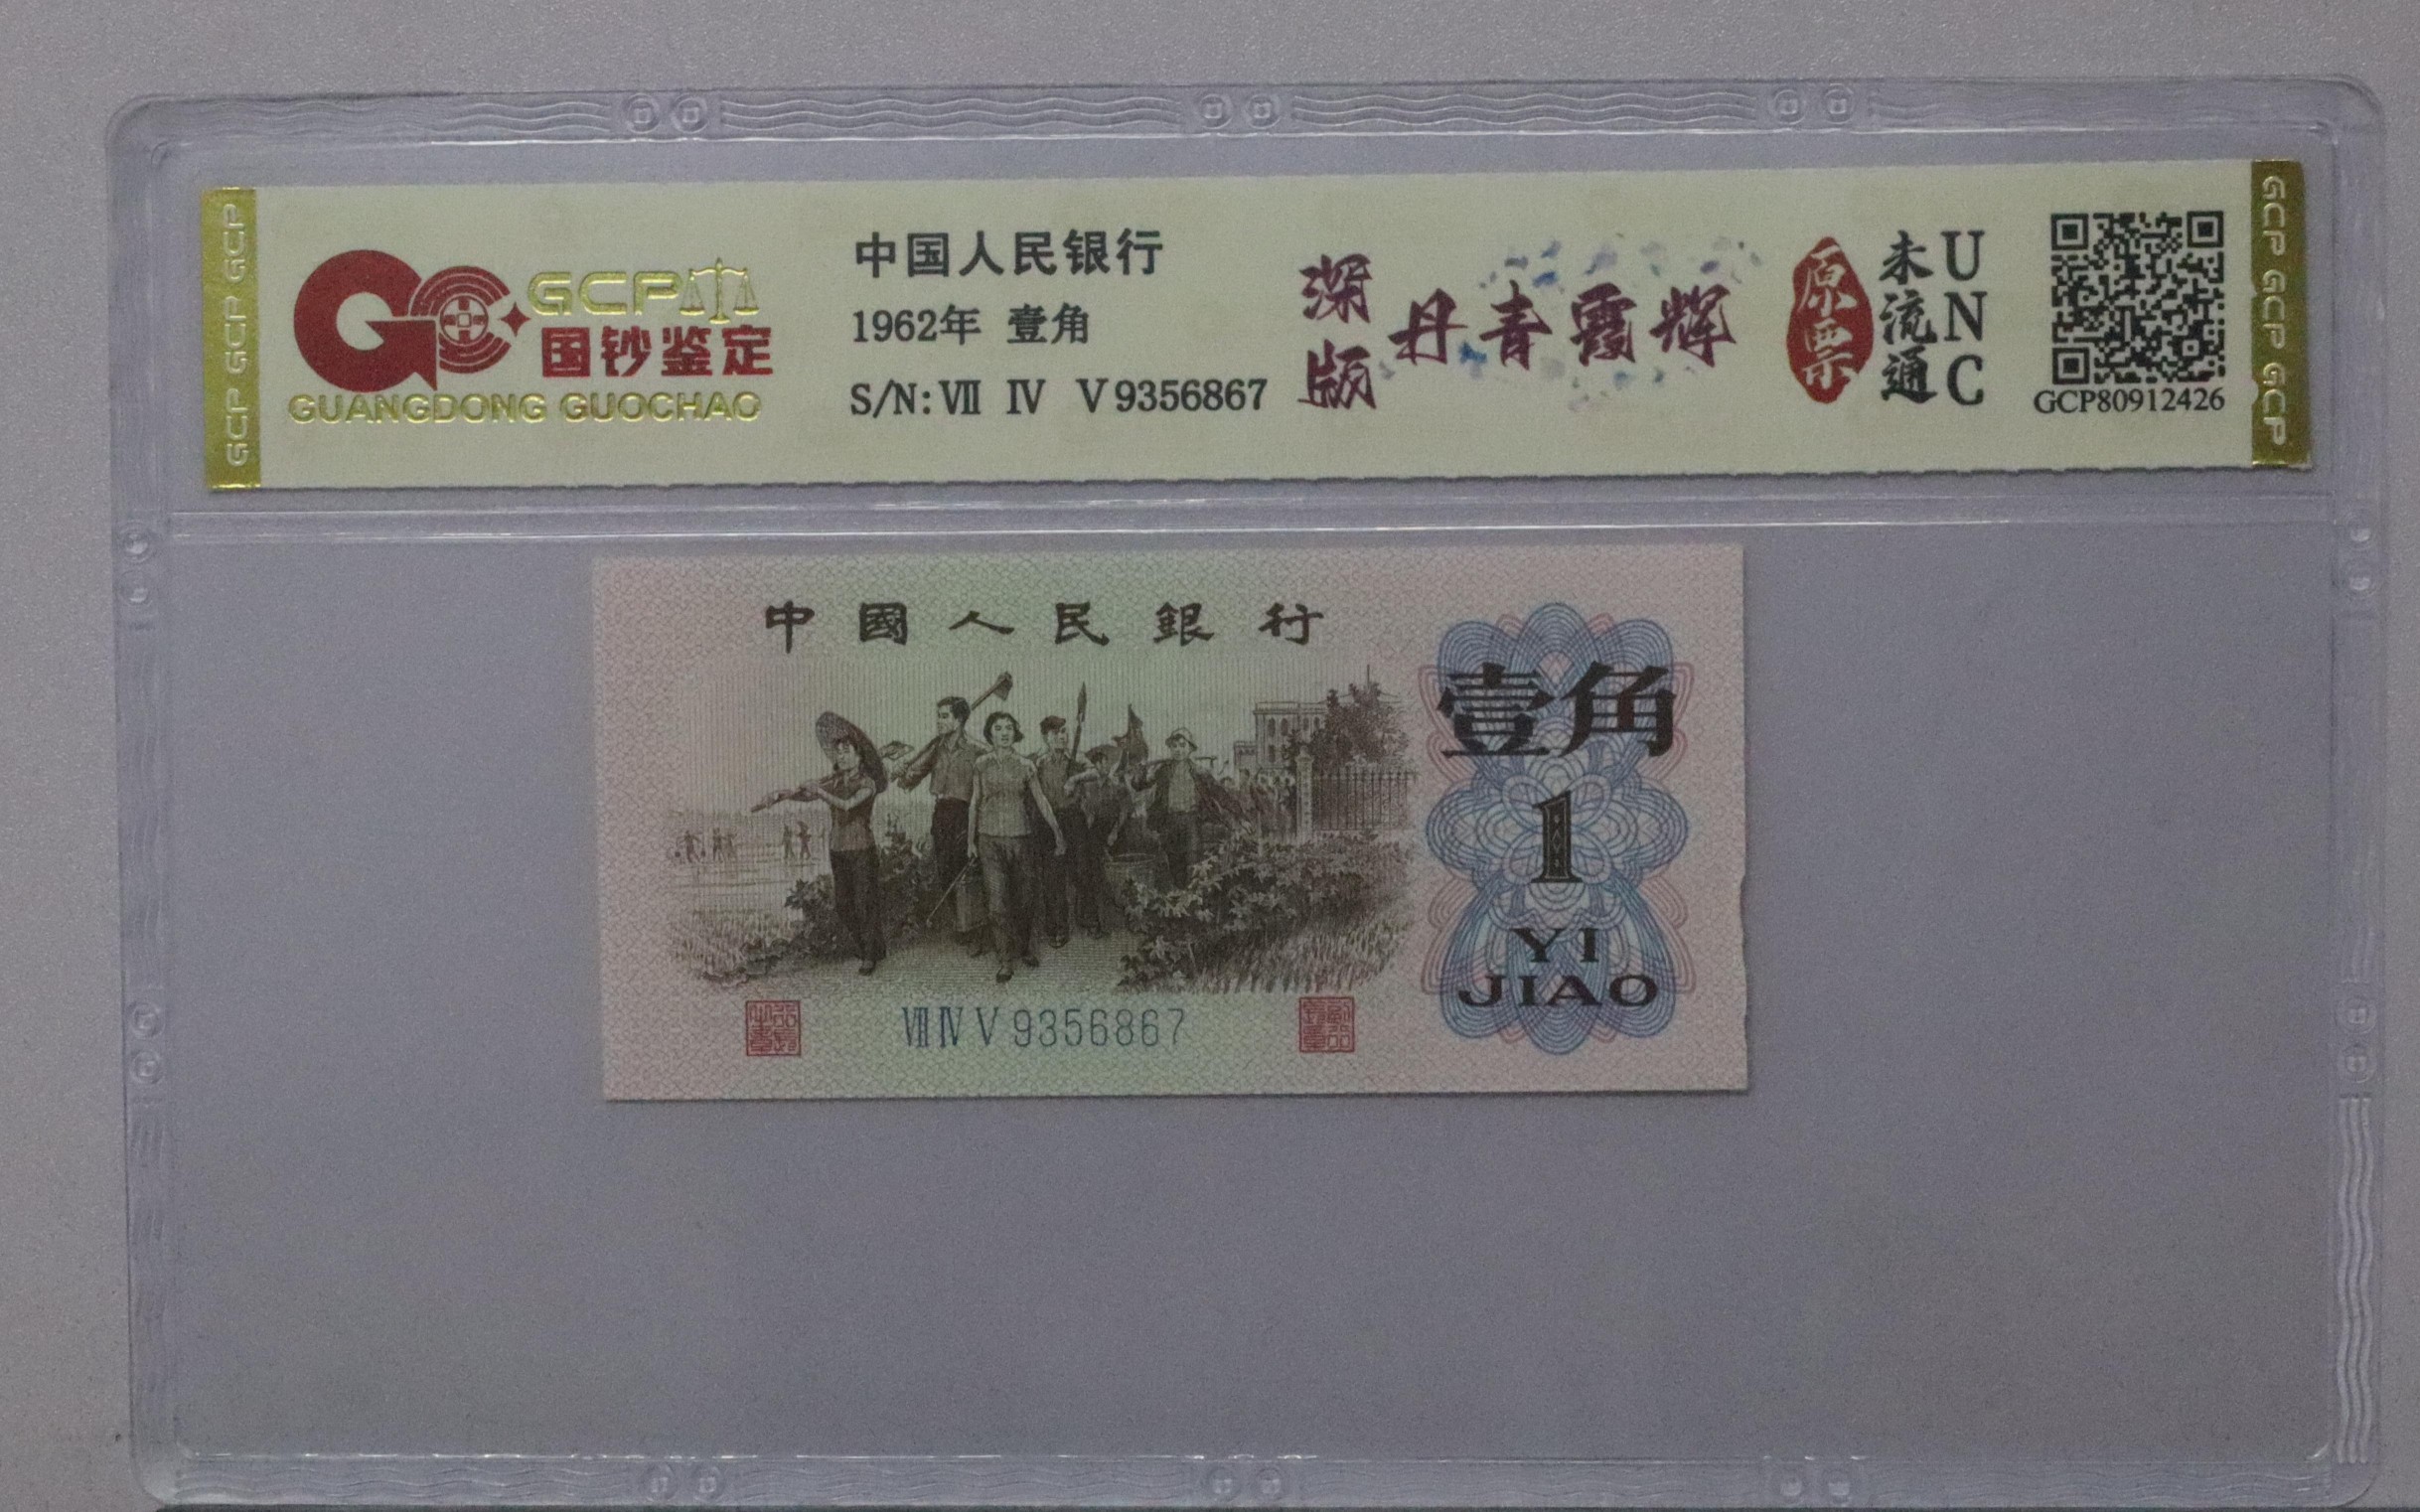 GCP GCP GCP
GCP
国钞鉴定
GUANGDONG GUOCHAO
中国人民银行
1962年 壹角
S/N: Ⅶ Ⅳ Ⅴ 9356867
深版
丹青霞辉
原票
未流通
UNC
GCP80912426
GCP GCP GCP
中國人民銀行
壹角
1
YI
JIAO
Ⅶ Ⅳ Ⅴ 9356867